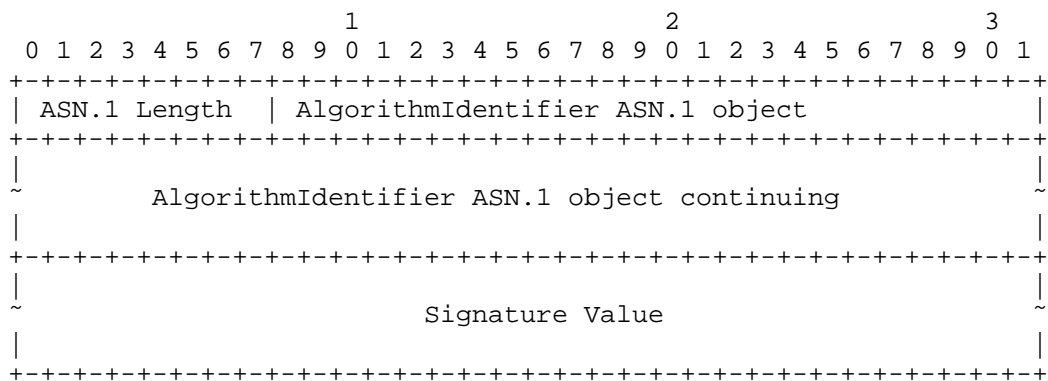 1                   2                   3
 0 1 2 3 4 5 6 7 8 9 0 1 2 3 4 5 6 7 8 9 0 1 2 3 4 5 6 7 8 9 0 1
+-+-+-+-+-+-+-+-+-+-+-+-+-+-+-+-+-+-+-+-+-+-+-+-+-+-+-+-+-+-+-+-+
| ASN.1 Length  | AlgorithmIdentifier ASN.1 object              |
+-+-+-+-+-+-+-+-+-+-+-+-+-+-+-+-+-+-+-+-+-+-+-+-+-+-+-+-+-+-+-+-+
|                                                               |
~        AlgorithmIdentifier ASN.1 object continuing            ~
|                                                               |
+-+-+-+-+-+-+-+-+-+-+-+-+-+-+-+-+-+-+-+-+-+-+-+-+-+-+-+-+-+-+-+-+
|                                                               |
~                         Signature Value                       ~
|                                                               |
+-+-+-+-+-+-+-+-+-+-+-+-+-+-+-+-+-+-+-+-+-+-+-+-+-+-+-+-+-+-+-+-+